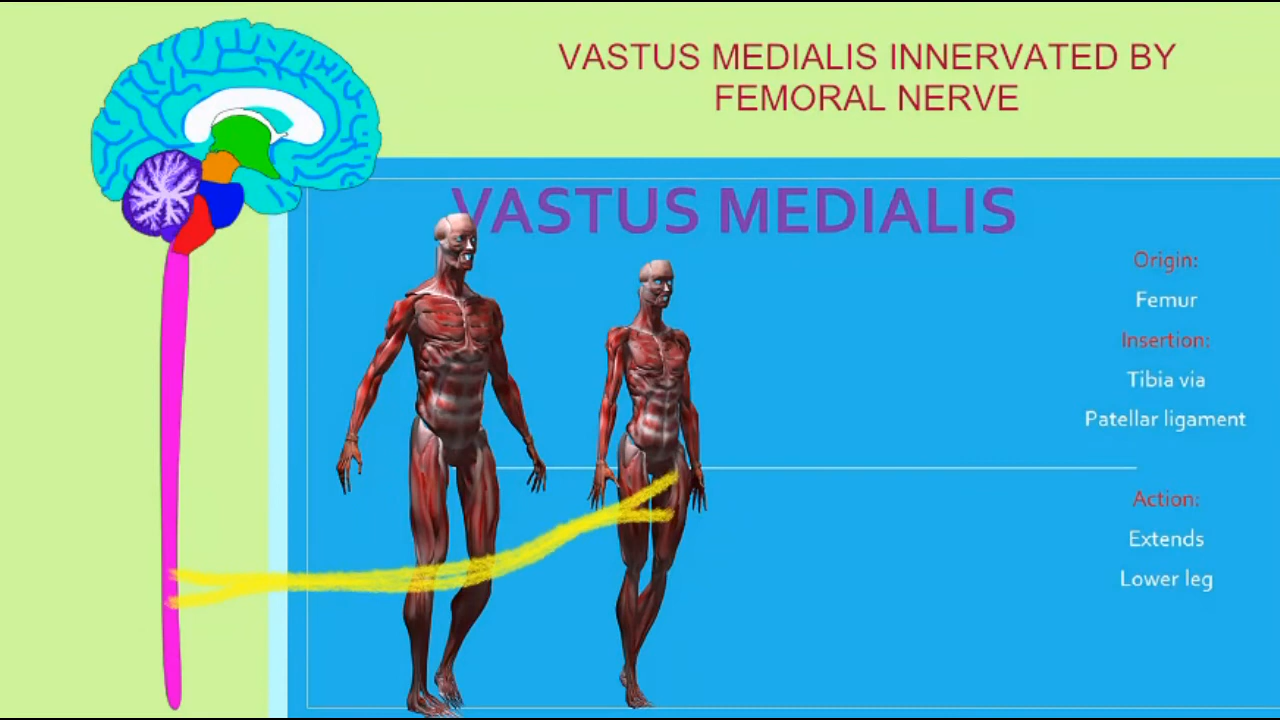 VASTUS MEDIALIS INNERVATED BY
FEMORAL NERVE
VASTUS MEDIALIS
Origin:
Femur
Insertion:
Tibia via
Patellar ligament
Action:
Extends
Lower leg